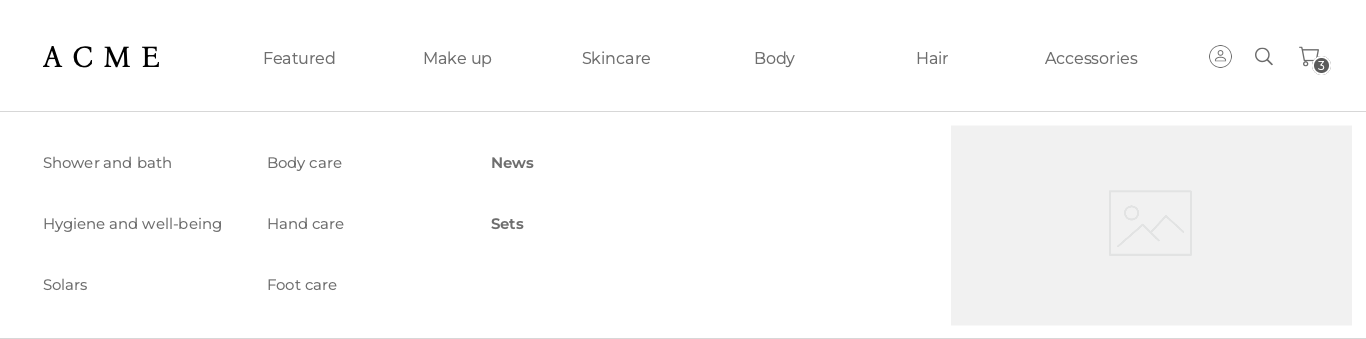 ACME Featured Make up Skincare Body Hair Accessories 3
Shower and bath Body care News
Hygiene and well-being Hand care Sets
Solars Foot care